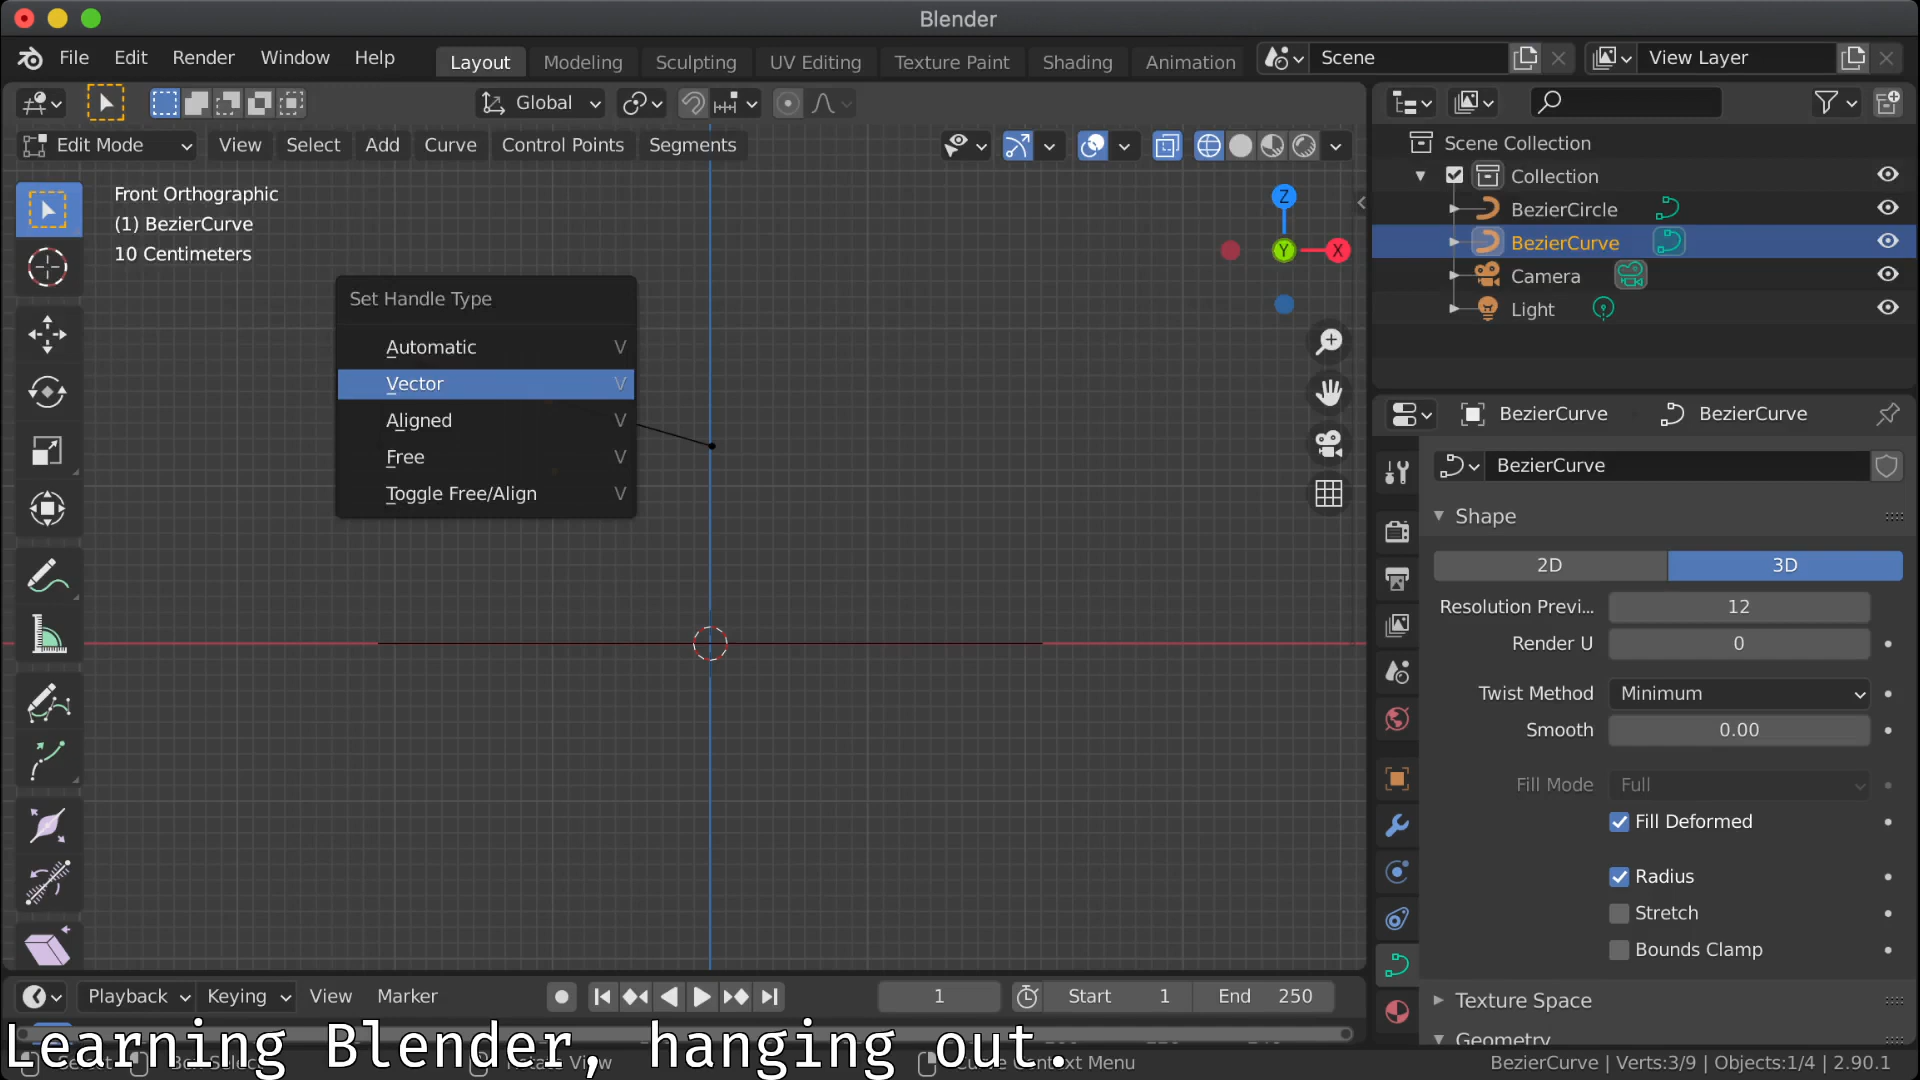 Blender
File Edit Render Window Help Layout Modeling Sculpting UV Editing Texture Paint Shading Animation Scene View Layer
Global
Edit Mode View Select Add Curve Control Points Segments
Front Orthographic
(1) BezierCurve
10 Centimeters
Z
Y
X
Set Handle Type
Automatic V
Vector V
Aligned V
Free V
Toggle Free/Align V
Scene Collection
Collection
BezierCircle
BezierCurve
Camera
Light
BezierCurve BezierCurve
BezierCurve
Shape
2D 3D
Resolution Previ... 12
Render U 0
Twist Method Minimum
Smooth 0.00
Fill Mode Full
Fill Deformed
Radius
Stretch
Bounds Clamp
Texture Space
Geometry
Playback Keying View Marker 1 Start 1 End 250
Learning Blender, hanging out.
View
Context Menu
BezierCurve | Verts:3/9 | Objects:1/4 | 2.90.1